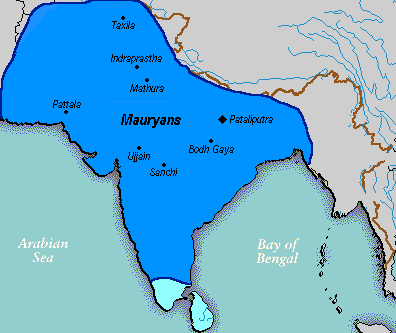 Taxila
Indraprastha
Mathura
Pattala
Mauryans
Pataliputra
Bodh Gaya
Ujjain
Sanchi
Arabian
Sea
Bay of
Bengal